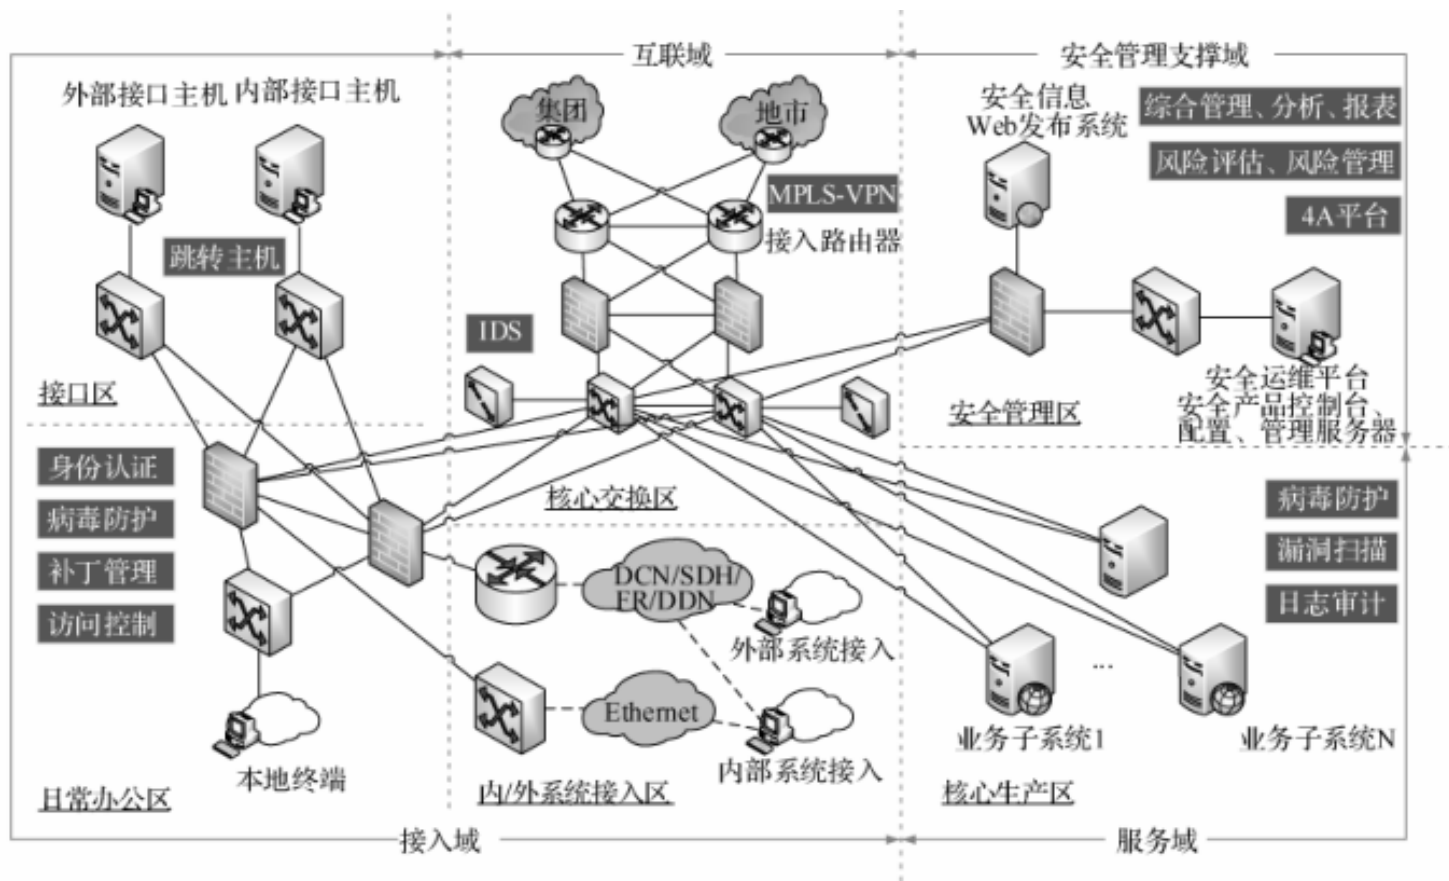 互联域
安全管理支撑域
外部接口主机
内部接口主机
集团
地市
安全信息
Web发布系统
综合管理、分析、报表
风险评估、风险管理
4A平台
MPLS-VPN
接入路由器
跳转主机
IDS
接口区
安全管理区
安全运维平台
安全产品控制台、
配置、管理服务器
身份认证
病毒防护
补丁管理
访问控制
核心交换区
病毒防护
漏洞扫描
日志审计
DCN/SDH/
FR/DDN
外部系统接入
Ethernet
内部系统接入
本地终端
日常办公区
内/外系统接入区
...
业务子系统1
业务子系统N
核心生产区
接入域
服务域